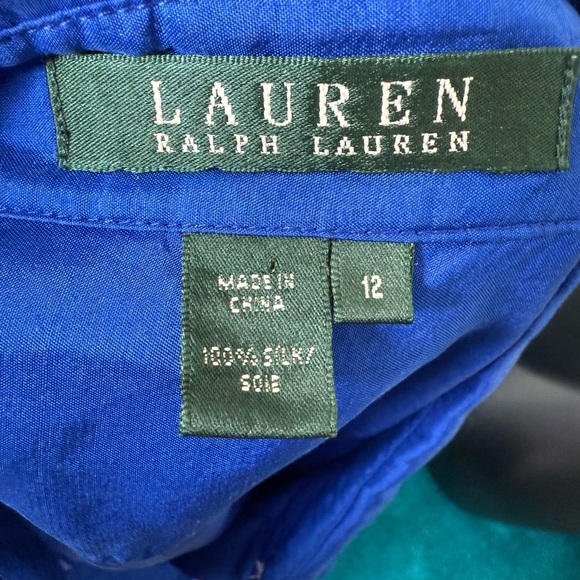 LAUREN
RALPH LAUREN
MADE IN
CHINA
12
100% SILK/
SOIE